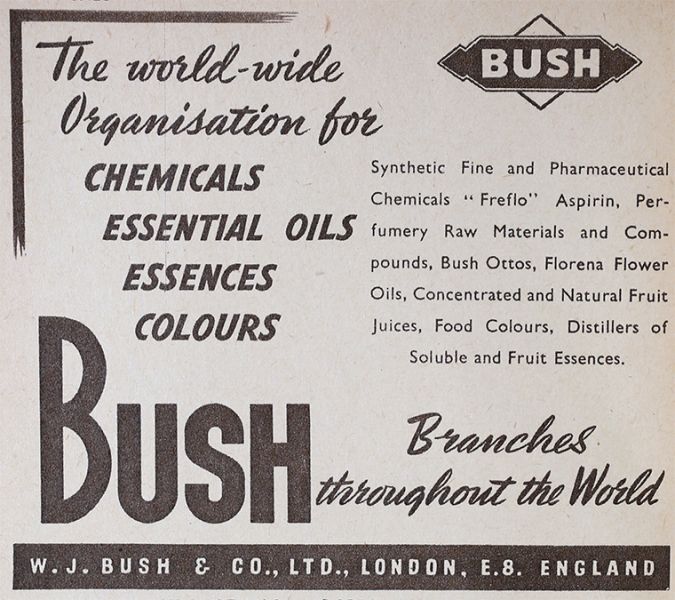 The world-wide
Organisation for
CHEMICALS
ESSENTIAL OILS
ESSENCES
COLOURS
BUSH
Synthetic Fine and Pharmaceutical
Chemicals "Freflo" Aspirin, Per-
fumery Raw Materials and Com-
pounds, Bush Ottos, Florena Flower
Oils, Concentrated and Natural Fruit
Juices, Food Colours, Distillers of
Soluble and Fruit Essences.
BUSH
Branches
throughout the World
W. J. BUSH & CO., LTD., LONDON, E.8. ENGLAND